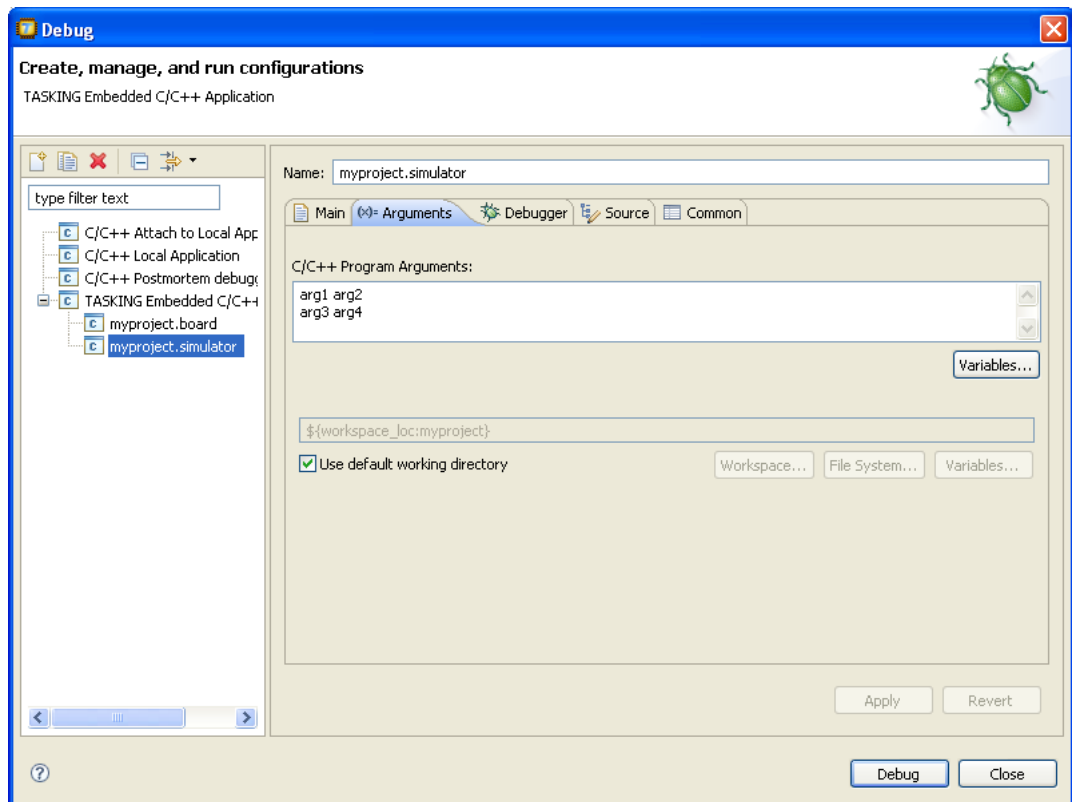 Debug
Create, manage, and run configurations
TASKING Embedded C/C++ Application
type filter text
C/C++ Attach to Local App
C/C++ Local Application
C/C++ Postmortem debugg
TASKING Embedded C/C++
myproject.board
myproject.simulator
Name: myproject.simulator
Main (x)= Arguments Debugger Source Common
C/C++ Program Arguments:
arg1 arg2
arg3 arg4
Variables...
${workspace_loc:myproject}
Use default working directory Workspace... File System... Variables...
Apply Revert
Debug Close